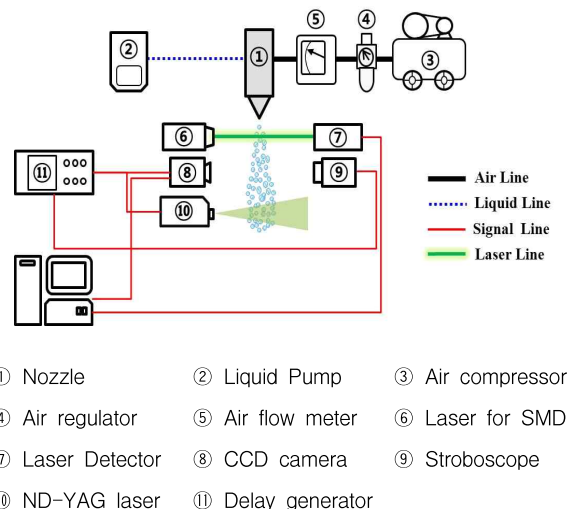 ⑤ ④
② ① ③
⑥ ⑦
⑪ ⑧ ⑨
⑩
Air Line
Liquid Line
Signal Line
Laser Line
① Nozzle ② Liquid Pump ③ Air compressor
④ Air regulator ⑤ Air flow meter ⑥ Laser for SMD
⑦ Laser Detector ⑧ CCD camera ⑨ Stroboscope
⑩ ND-YAG laser ⑪ Delay generator